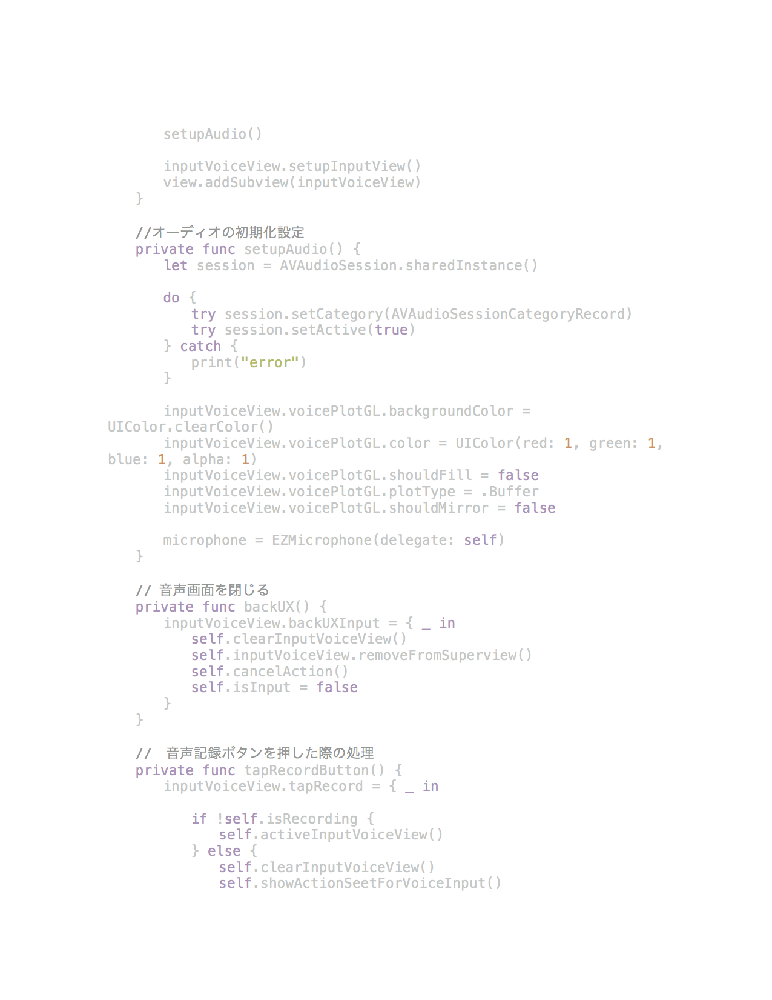 setupAudio()
inputVoiceView.setupInputView()
view.addSubview(inputVoiceView)
}
//オーディオの初期化設定
private func setupAudio() {
let session = AVAudioSession.sharedInstance()
do {
try session.setCategory(AVAudioSessionCategoryRecord)
try session.setActive(true)
} catch {
print("error")
}
inputVoiceView.voicePlotGL.backgroundColor =
UIColor.clearColor()
inputVoiceView.voicePlotGL.color = UIColor(red: 1, green: 1,
blue: 1, alpha: 1)
inputVoiceView.voicePlotGL.shouldFill = false
inputVoiceView.voicePlotGL.plotType = .Buffer
inputVoiceView.voicePlotGL.shouldMirror = false
microphone = EZMicrophone(delegate: self)
}
// 音声画面を閉じる
private func backUX() {
inputVoiceView.backUXInput = { _ in
self.clearInputVoiceView()
self.inputVoiceView.removeFromSuperview()
self.cancelAction()
self.isInput = false
}
}
//　音声記録ボタンを押した際の処理
private func tapRecordButton() {
inputVoiceView.tapRecord = { _ in
if !self.isRecording {
self.activeInputVoiceView()
} else {
self.clearInputVoiceView()
self.showActionSeetForVoiceInput()